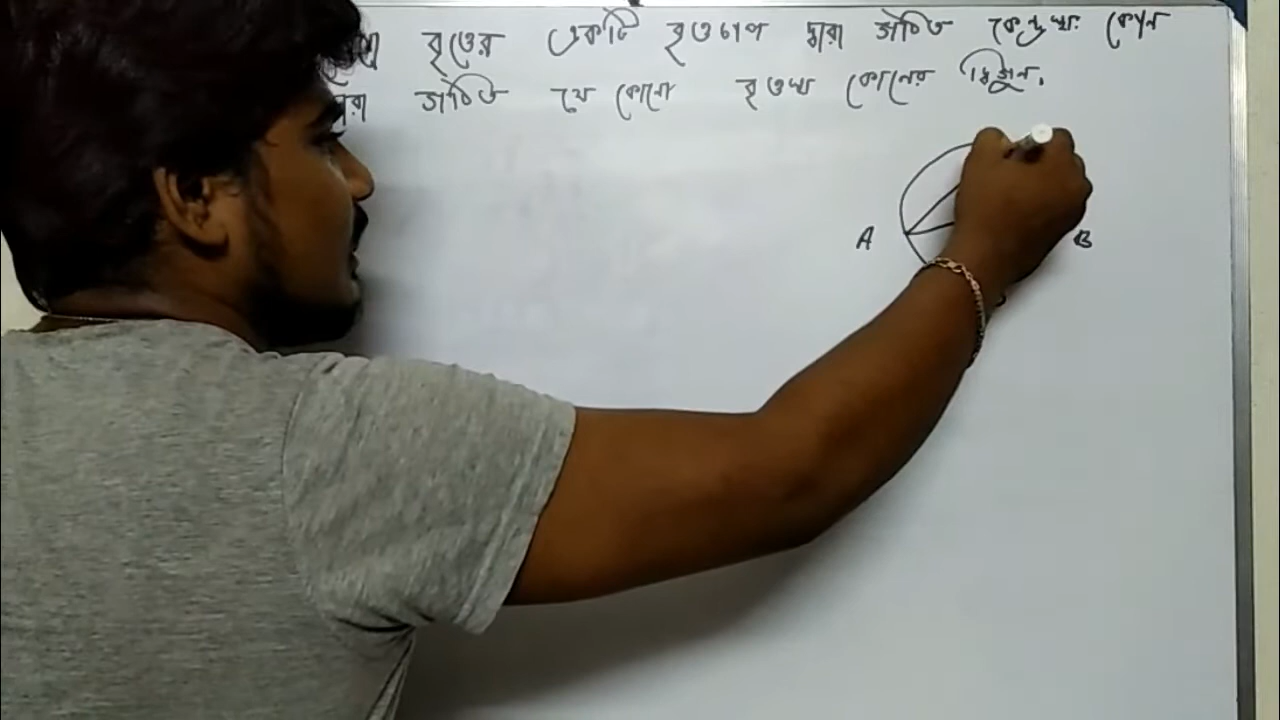 বৃত্তের একটি বৃত্তচাপ দ্বারা গঠিত কেন্দ্রস্থ কোণ
গঠিত যে কোনো বৃত্তস্থ কোনের দ্বিগুন.
A B